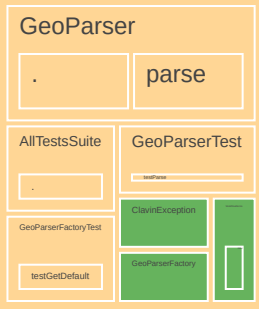 GeoParser
. parse
AllTestsSuite
.
GeoParserTest
testParse
GeoParserFactoryTest
testGetDefault
ClavinException
GeoParserFactory